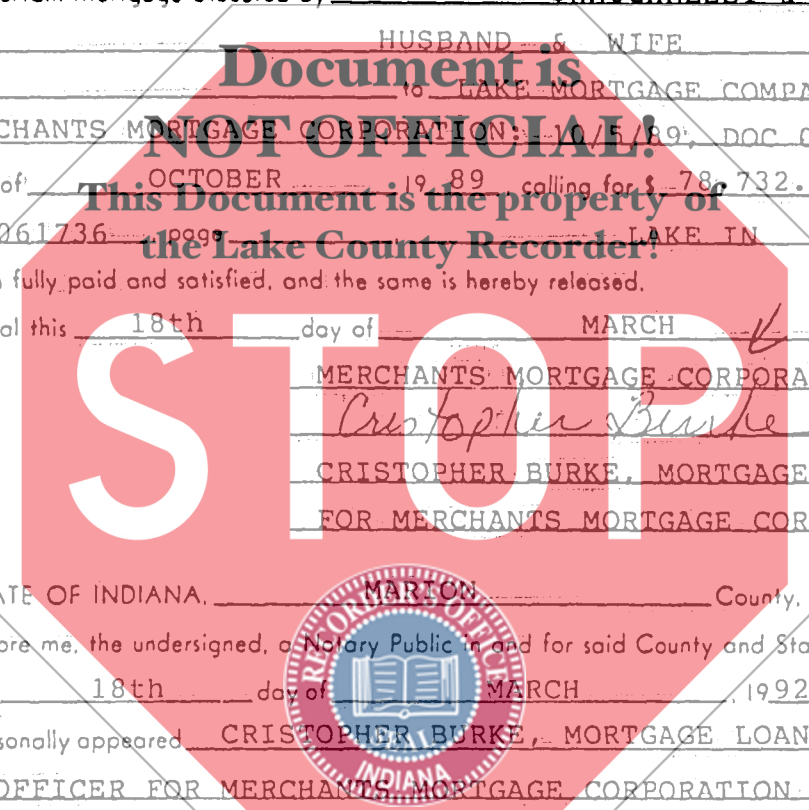 HUSBAND & WIFE
Document is
to LAKE MORTGAGE COMPA
CHANTS MORTGAGE CORPORATION: 10/5/89, DOC
NOT OFFICIAL!
of OCTOBER 19 89 calling for $ 78,732.
This Document is the property of
061736 page LAKE IN
the Lake County Recorder!
fully paid and satisfied, and the same is hereby released.
al this 18th day of MARCH
STOP
MERCHANTS MORTGAGE CORPORA
Cristopher Burke
CRISTOPHER BURKE, MORTGAGE
FOR MERCHANTS MORTGAGE COR
ATE OF INDIANA, MARION County,
ore me, the undersigned, a Notary Public in and for said County and Sta
18th day of MARCH , 1992
sonally appeared CRISTOPHER BURKE, MORTGAGE LOAN
OFFICER FOR MERCHANTS MORTGAGE CORPORATION
RECORDER'S OFFICE
SEAL
INDIANA